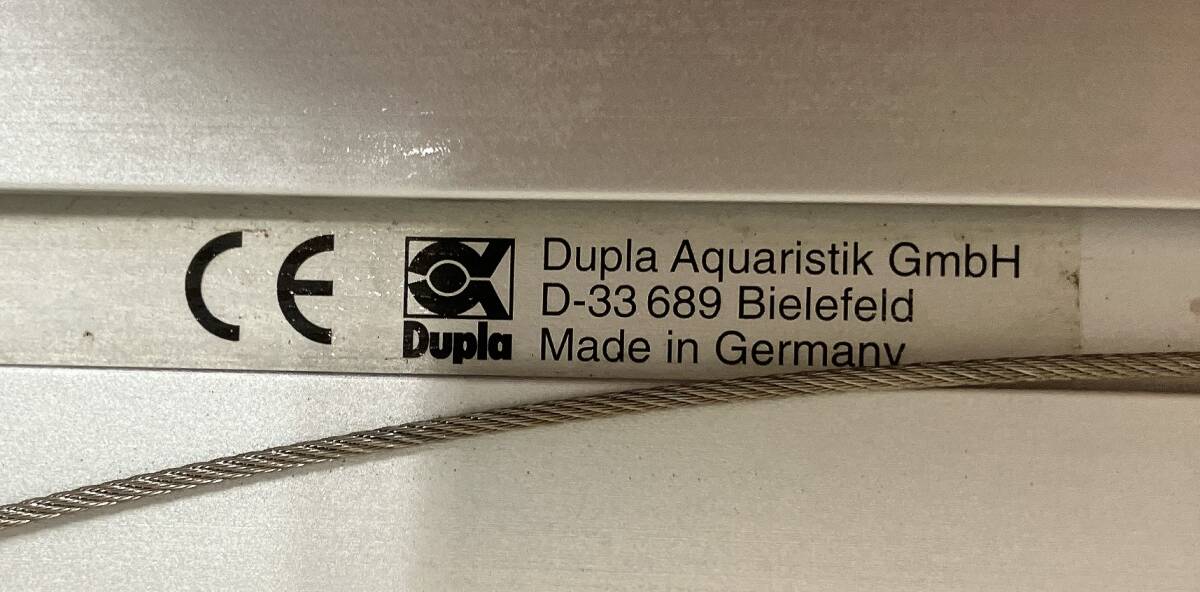 CE
Dupla
Dupla Aquaristik GmbH
D-33 689 Bielefeld
Made in Germany